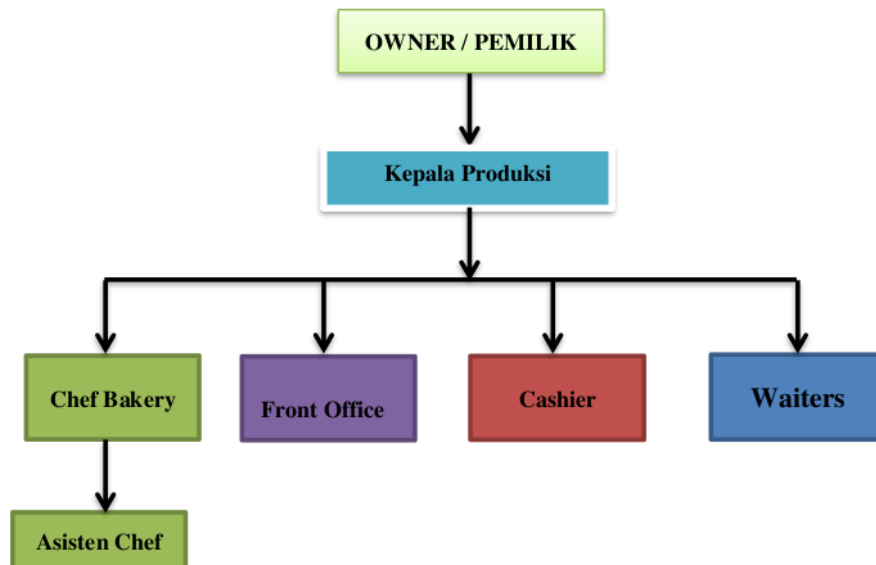 OWNER / PEMILIK
Kepala Produksi
Chef Bakery
Front Office
Cashier
Waiters
Asisten Chef